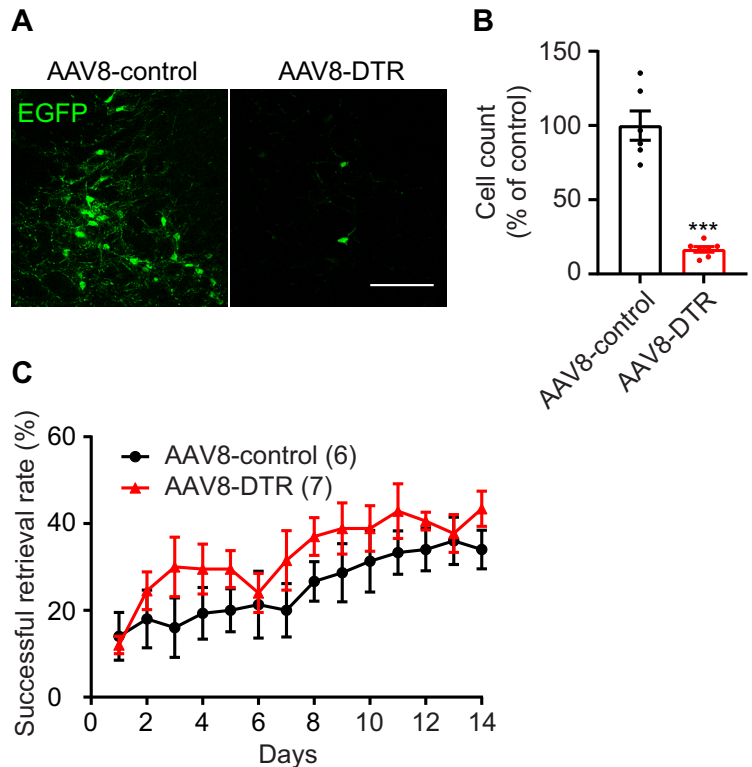 A
AAV8-control AAV8-DTR
EGFP
B
Cell count
(% of control)
150
100
50
0
***
AAV8-control
AAV8-DTR
C
Successful retrieval rate (%)
60
40
20
0
AAV8-control (6)
AAV8-DTR (7)
0 2 4 6 8 10 12 14
Days